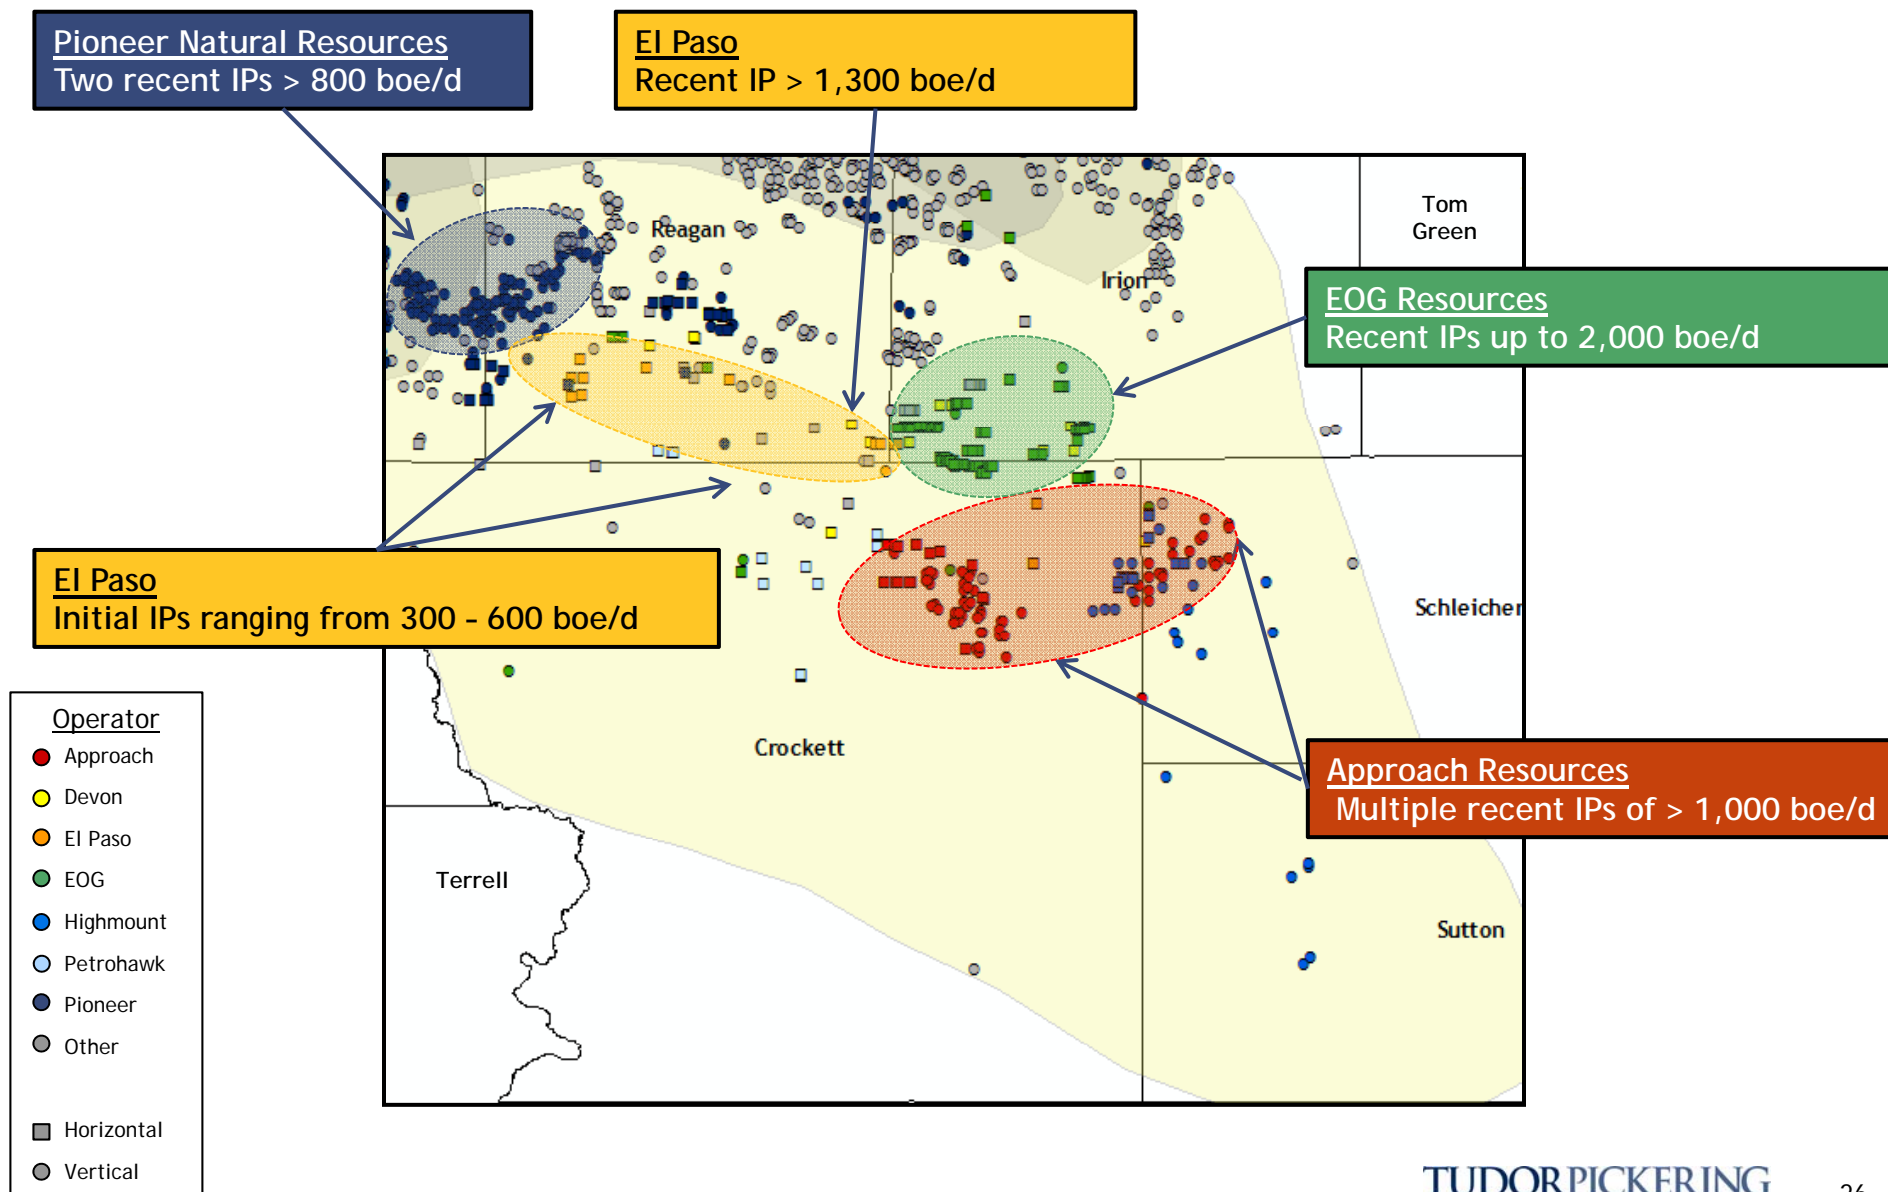 Pioneer Natural Resources
Two recent IPs > 800 boe/d
El Paso
Recent IP > 1,300 boe/d
Reagan
Tom
Green
Irion
EOG Resources
Recent IPs up to 2,000 boe/d
El Paso
Initial IPs ranging from 300 - 600 boe/d
Schleicher
Operator
Approach
Devon
El Paso
EOG
Highmount
Petrohawk
Pioneer
Other
Horizontal
Vertical
Crockett
Approach Resources
Multiple recent IPs of > 1,000 boe/d
Terrell
Sutton
TUDORPICKERING
26